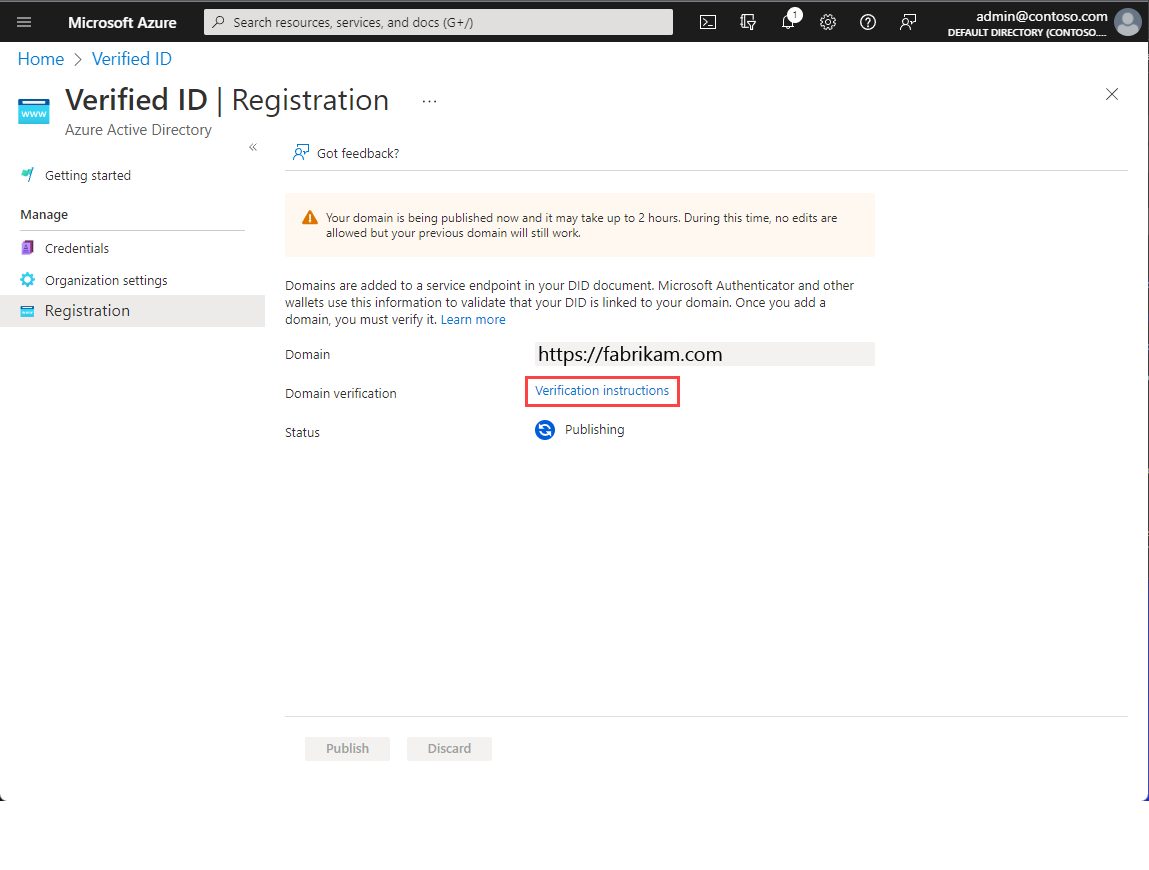 Microsoft Azure
Search resources, services, and docs (G+/)
1
admin@contoso.com
DEFAULT DIRECTORY (CONTOSO....
Home > Verified ID
www
Verified ID | Registration ...
Azure Active Directory
«
Got feedback?
Getting started
Manage
Credentials
Organization settings
Registration
Your domain is being published now and it may take up to 2 hours. During this time, no edits are
allowed but your previous domain will still work.
Domains are added to a service endpoint in your DID document. Microsoft Authenticator and other
wallets use this information to validate that your DID is linked to your domain. Once you add a
domain, you must verify it. Learn more
Domain
https://fabrikam.com
Domain verification
Verification instructions
Status
Publishing
Publish
Discard